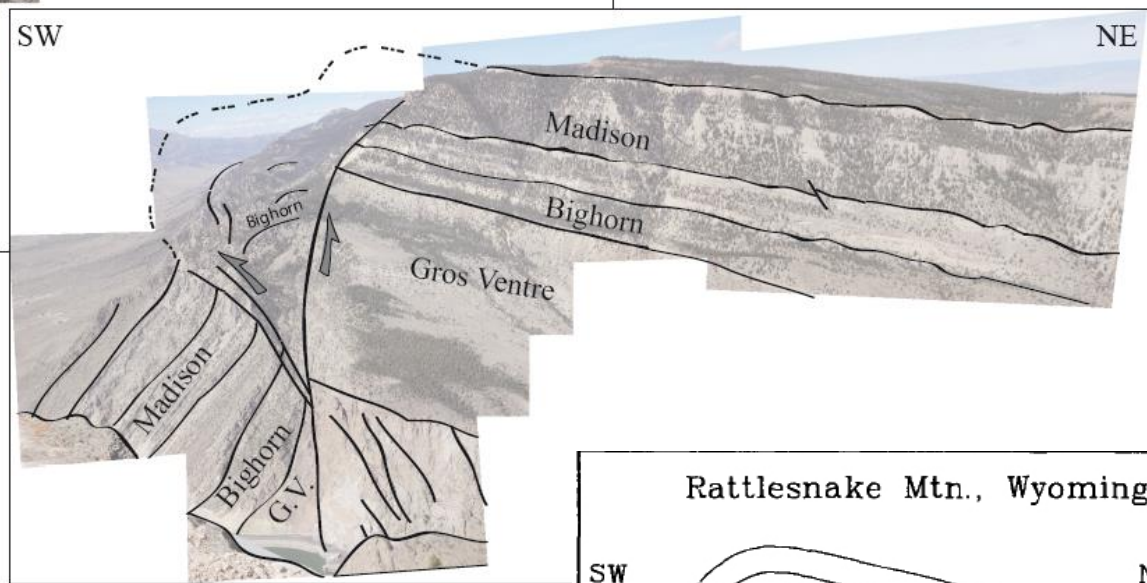 SW
NE
Madison
Bighorn
Bighorn
Gros Ventre
Madison
Bighorn
G.V.
Rattlesnake Mtn., Wyoming
SW